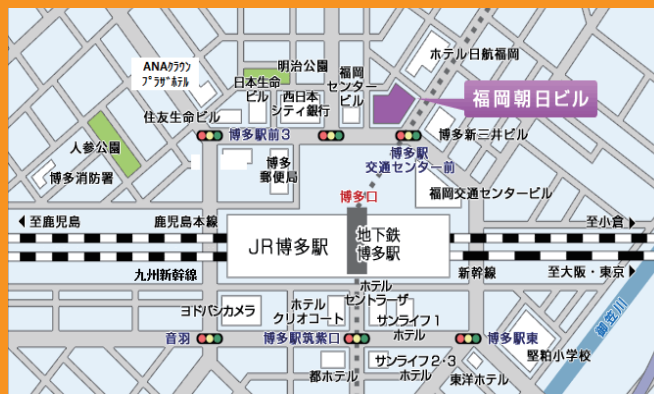 ホテル日航福岡
ANAクラウン
プラザホテル
明治公園
福岡
センター
ビル
日本生命
ビル
西日本
シティ銀行
福岡朝日ビル
住友生命ビル
博多駅前3
博多新三井ビル
人参公園
博多
郵便局
博多駅
交通センター前
博多消防署
博多口
福岡交通センタービル
至鹿児島
鹿児島本線
至小倉
JR博多駅
地下鉄
博多駅
九州新幹線
新幹線
至大阪・東京
ホテル
セントラーザ
ヨドバシカメラ
ホテル
クリオコート
サンライフ1
ホテル
御笠川
音羽
博多駅筑紫口
博多駅東
堅粕小学校
都ホテル
サンライフ2・3
ホテル
東洋ホテル